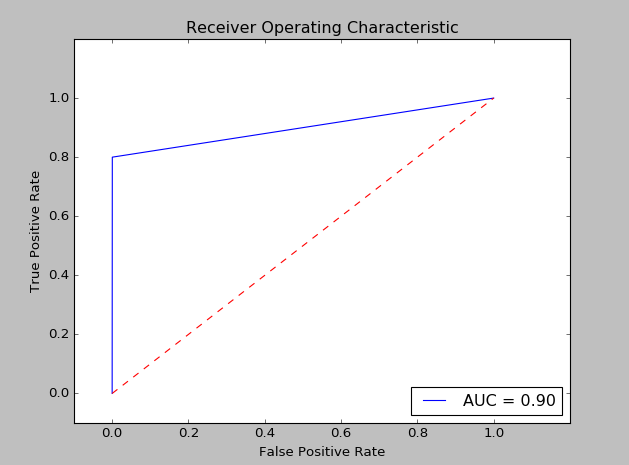 Receiver Operating Characteristic
1.0
0.8
0.6
0.4
0.2
0.0
True Positive Rate
AUC = 0.90
0.0 0.2 0.4 0.6 0.8 1.0
False Positive Rate